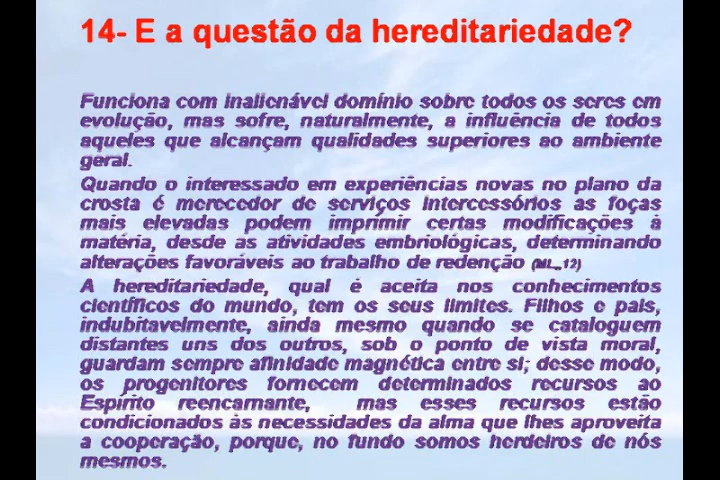 14- E a questão da hereditariedade?
Funciona com inalienável domínio sobre todos os seres em
evolução, mas sofre, naturalmente, a influência de todos
aqueles que alcançam qualidades superiores ao ambiente
geral.
Quando o interessado em experiências novas no plano da
crosta é merecedor de serviços intercessórios as foças
mais elevadas podem imprimir certas modificações à
matéria, desde as atividades embriológicas, determinando
alterações favoráveis ao trabalho de redenção (ML_,12)
A hereditariedade, qual é aceita nos conhecimentos
científicos do mundo, tem os seus limites. Filhos e pais,
indubitavelmente, ainda mesmo quando se cataloguem
distantes uns dos outros, sob o ponto de vista moral,
guardam sempre afinidade magnética entre si; desse modo,
os progenitores fornecem determinados recursos ao
Espírito reencarnante, mas esses recursos estão
condicionados às necessidades da alma que lhes aproveita
a cooperação, porque, no fundo somos herdeiros de nós
mesmos.